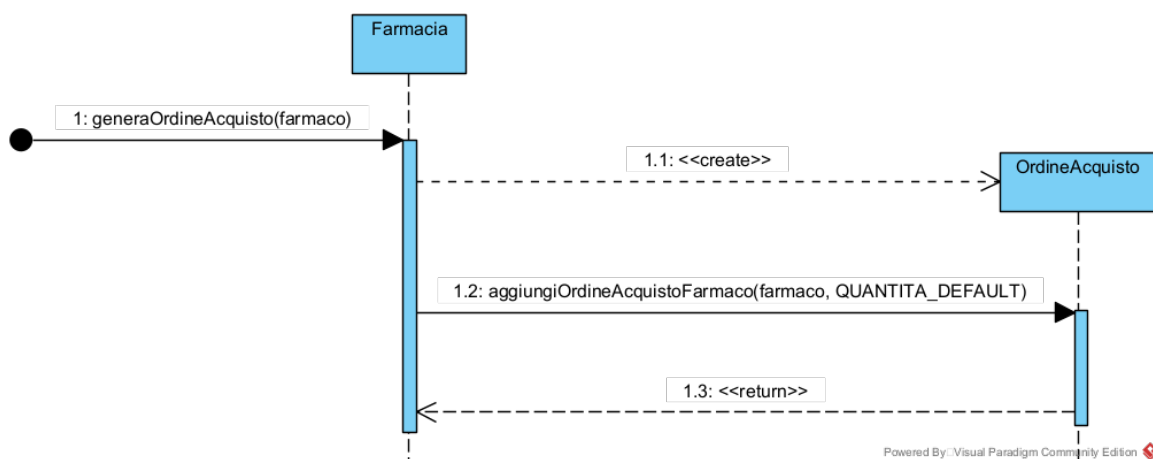 Farmacia
1: generaOrdineAcquisto(farmaco)
1.1: <<create>>
OrdineAcquisto
1.2: aggiungiOrdineAcquistoFarmaco(farmaco, QUANTITA_DEFAULT)
1.3: <<return>>
Powered By Visual Paradigm Community Edition